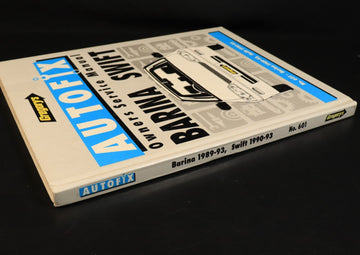 AUTOFIX
Owners Service Manual
BARINA SWIFT
Gregory's
AUTOFIX
Barina 1989-93, Swift 1990-93
No. 601
Gregory's